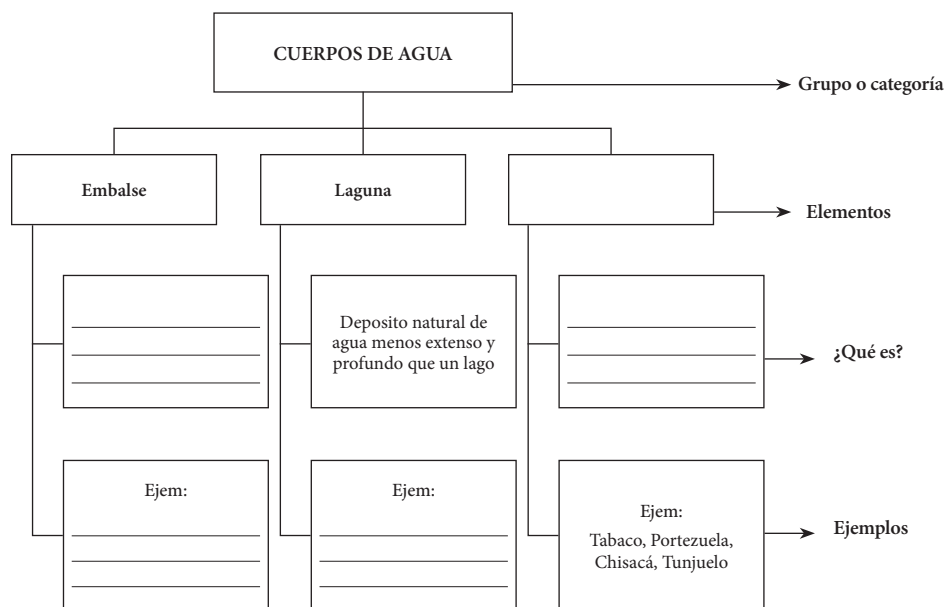 CUERPOS DE AGUA
Grupo o categoría
Embalse
Laguna
Elementos
Deposito natural de
agua menos extenso y
profundo que un lago
¿Qué es?
Ejem:
Ejem:
Ejem:
Tabaco, Portezuela,
Chisacá, Tunjuelo
Ejemplos